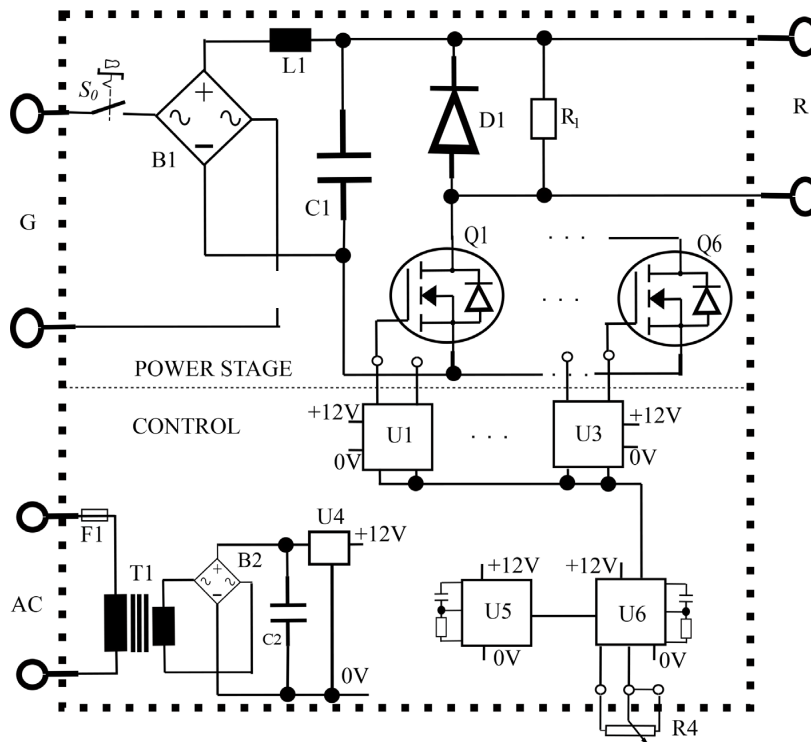 S₀
+
−
B1
L1
C1
D1
R₁
R
G
Q1
. . .
Q6
. . .
. . .
POWER STAGE
CONTROL
+12V
U1
0V
. . .
U3
+12V
0V
F1
AC
T1
B2
+
−
C2
U4
+12V
0V
+12V
U5
0V
+12V
U6
0V
R4